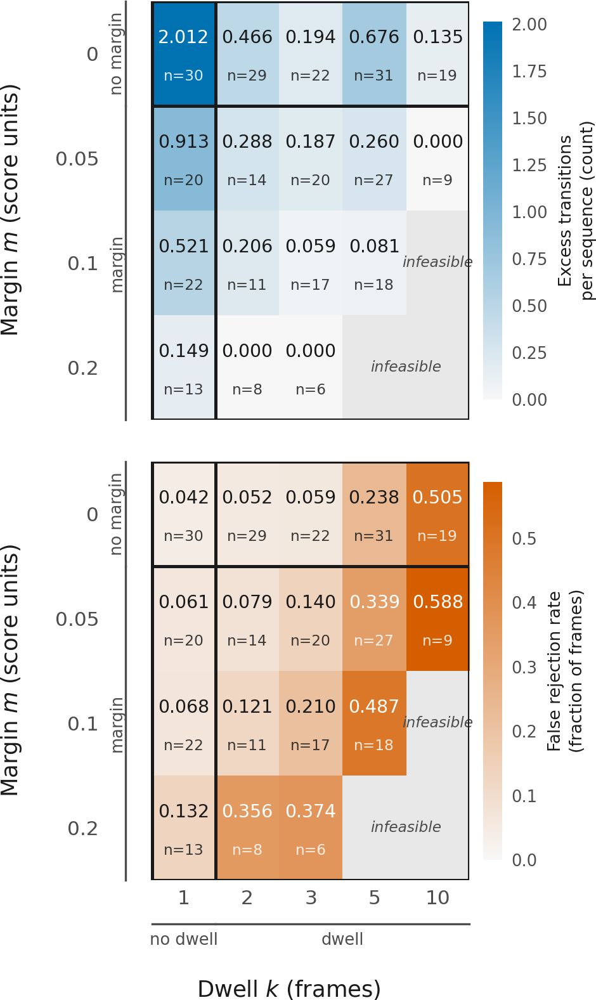 Margin m (score units)
no margin
margin
0
2.012 0.466 0.194 0.676 0.135
n=30 n=29 n=22 n=31 n=19
0.05
0.913 0.288 0.187 0.260 0.000
n=20 n=14 n=20 n=27 n=9
0.1
0.521 0.206 0.059 0.081
infeasible
n=22 n=11 n=17 n=18
0.2
0.149 0.000 0.000
infeasible
n=13 n=8 n=6
2.00
1.75
1.50
1.25
1.00
0.75
0.50
0.25
0.00
Excess transitions
per sequence (count)
Margin m (score units)
no margin
margin
0
0.042 0.052 0.059 0.238 0.505
n=30 n=29 n=22 n=31 n=19
0.05
0.061 0.079 0.140 0.339 0.588
n=20 n=14 n=20 n=27 n=9
0.1
0.068 0.121 0.210 0.487
infeasible
n=22 n=11 n=17 n=18
0.2
0.132 0.356 0.374
infeasible
n=13 n=8 n=6
0.5
0.4
0.3
0.2
0.1
0.0
False rejection rate
(fraction of frames)
1 2 3 5 10
no dwell dwell
Dwell k (frames)